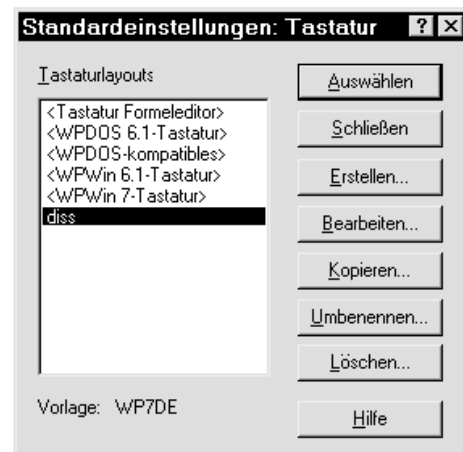 Standardeinstellungen: Tastatur ? ×
Tastaturlayouts
<Tastatur Formeleditor>
<WPDOS 6.1-Tastatur>
<WPDOS-kompatibles>
<WPWin 6.1-Tastatur>
<WPWin 7-Tastatur>
diss
Vorlage: WP7DE
Auswählen
Schließen
Erstellen...
Bearbeiten...
Kopieren...
Umbenennen...
Löschen...
Hilfe